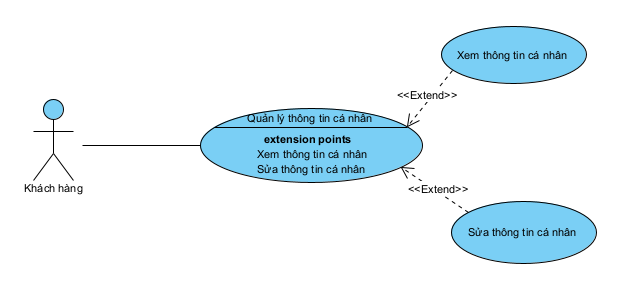 Xem thông tin cá nhân
<<Extend>>
Quản lý thông tin cá nhân
extension points
Xem thông tin cá nhân
Sửa thông tin cá nhân
Khách hàng
<<Extend>>
Sửa thông tin cá nhân